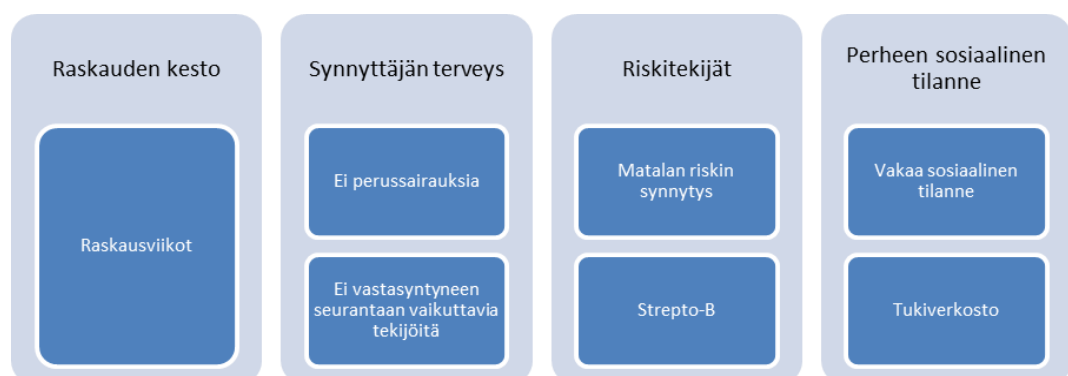 Raskauden kesto
Raskausviikot
Synnyttäjän terveys
Ei perussairauksia
Ei vastasyntyneen
seurantaan vaikuttavia
tekijöitä
Riskitekijät
Matalan riskin
synnytys
Strepto-B
Perheen sosiaalinen
tilanne
Vakaa sosiaalinen
tilanne
Tukiverkosto